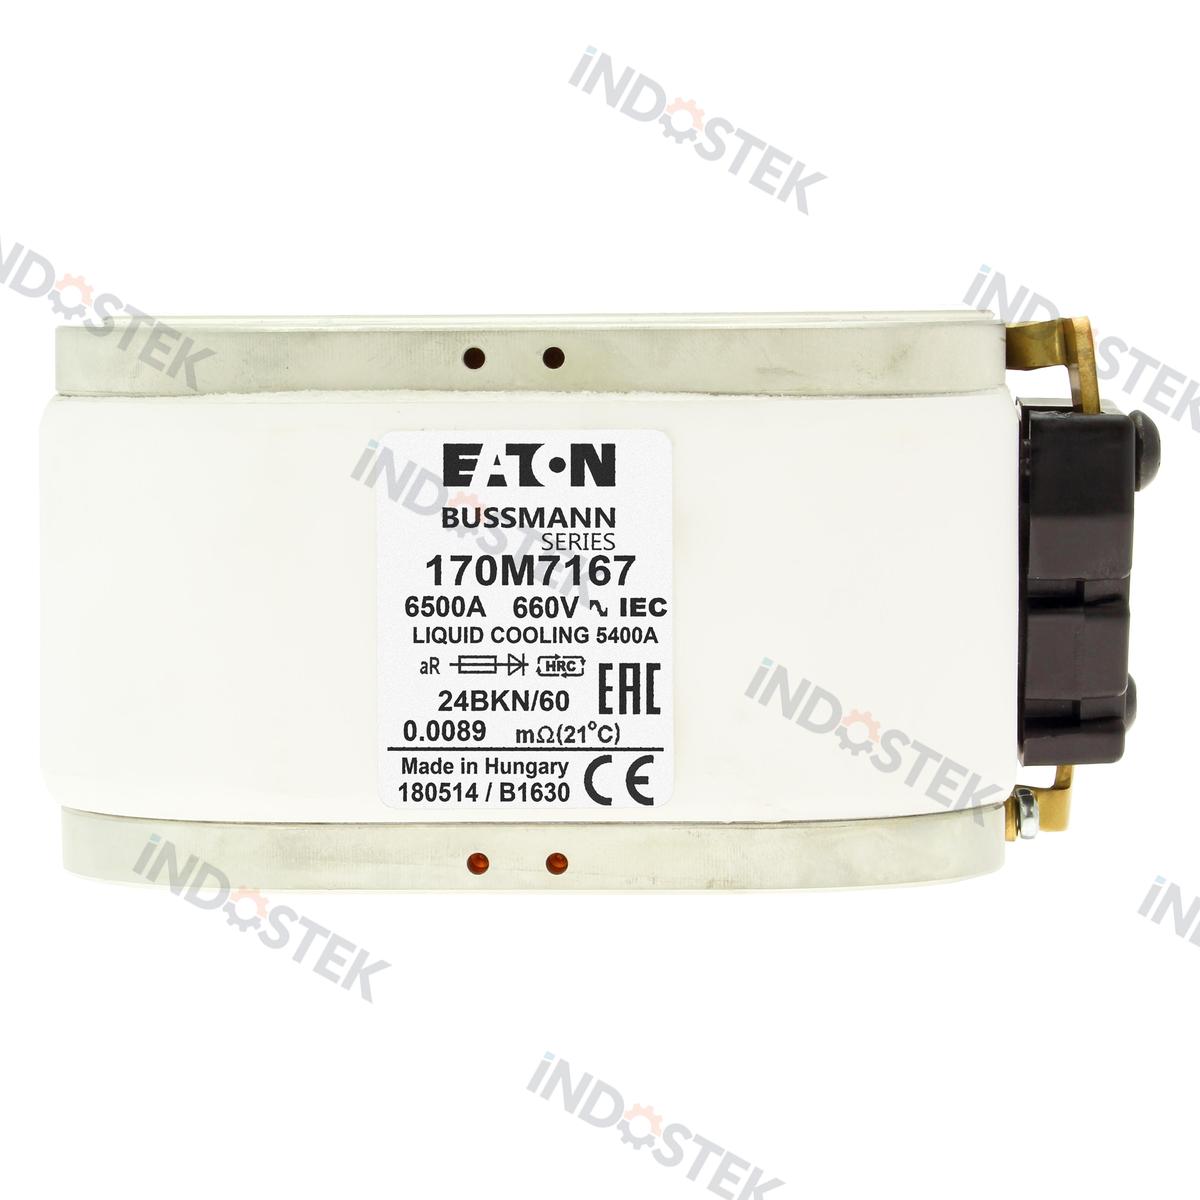 iNDOSTEK
iNDOSTEK
iNDOSTEK
EATON
BUSSMANN
SERIES
170M7167
6500A 660V ∿ IEC
LIQUID COOLING 5400A
aR HRC
24BKN/60 EAC
0.0089 mΩ(21°C)
Made in Hungary CE
180514 / B1630
iNDOSTEK
iNDOSTEK
iNDOSTEK
iNDOSTEK